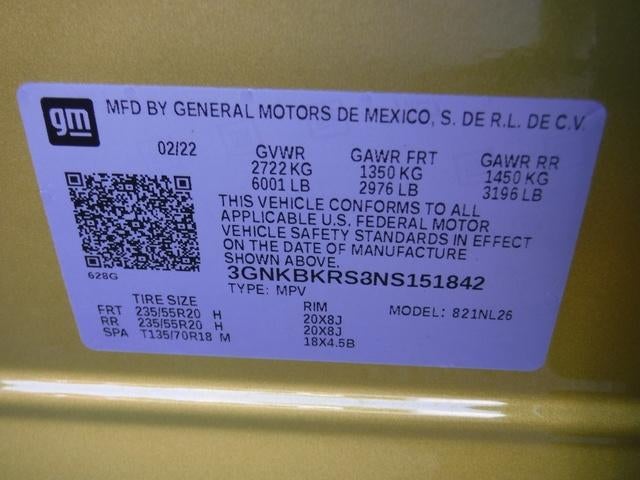 gm
MFD BY GENERAL MOTORS DE MEXICO, S. DE R.L. DE C.V.
02/22 GVWR GAWR FRT GAWR RR
2722 KG 1350 KG 1450 KG
6001 LB 2976 LB 3196 LB
THIS VEHICLE CONFORMS TO ALL
APPLICABLE U.S. FEDERAL MOTOR
VEHICLE SAFETY STANDARDS IN EFFECT
ON THE DATE OF MANUFACTURE
SHOWN ABOVE.
628G
3GNKBKRS3NS151842
TYPE: MPV MODEL: 821NL26
TIRE SIZE RIM
FRT 235/55R20 H 20X8J
RR 235/55R20 H 20X8J
SPA T135/70R18 M 18X4.5B